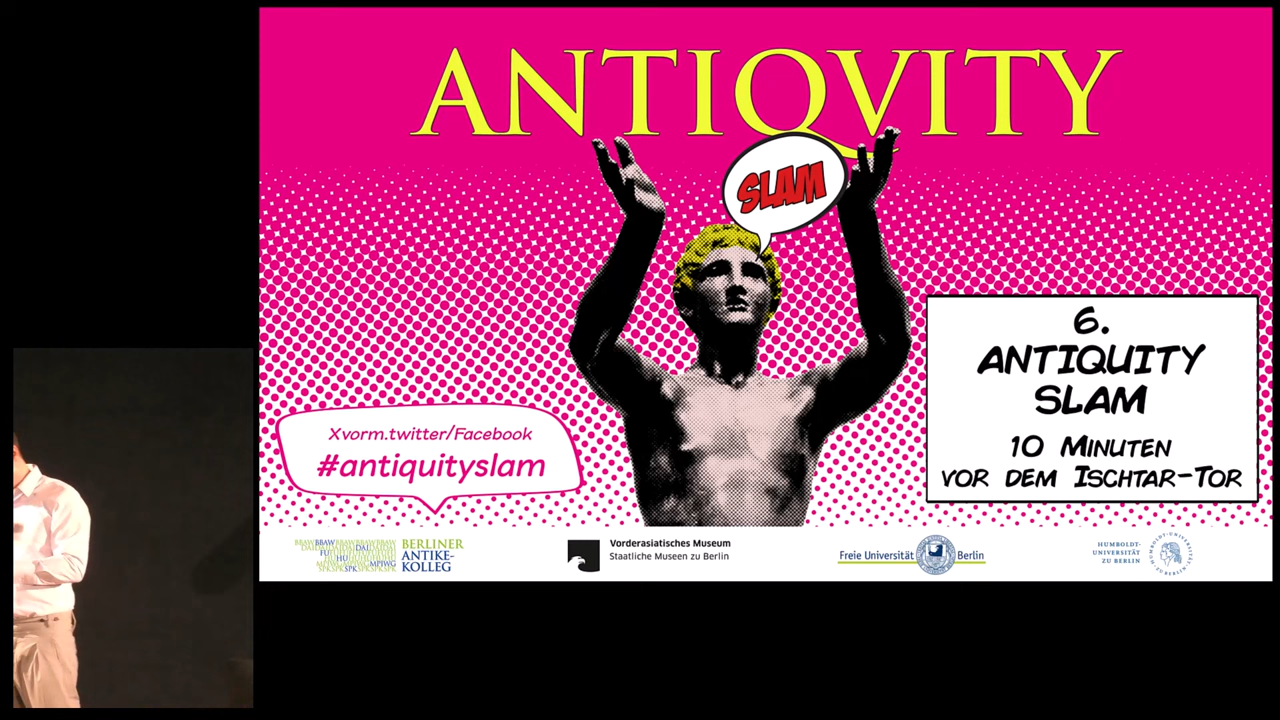 ANTIQVITY
SLAM
6.
ANTIQUITY
SLAM
10 MINUTEN
VOR DEM ISCHTAR-TOR
Xvorm.twitter/Facebook
#antiquityslam
BERLINER
ANTIKE-
KOLLEG
Vorderasiatisches Museum
Staatliche Museen zu Berlin
Freie Universität Berlin
HUMBOLDT-
UNIVERSITÄT
ZU BERLIN